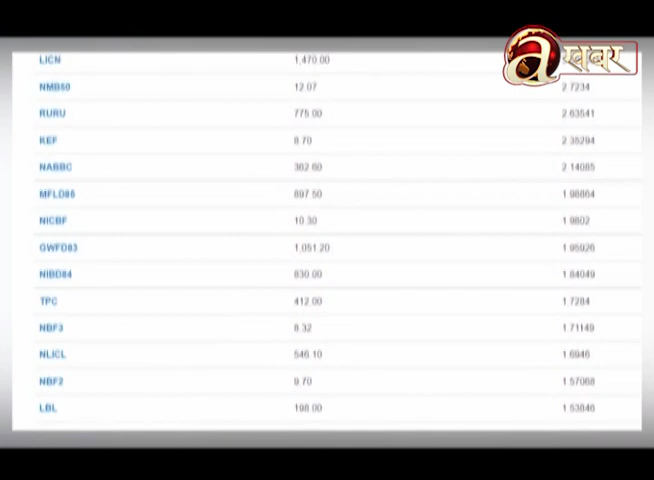 LICN 1,470.00
a खबर
NMB50 12.07 2.7234
RURU 775.00 2.63541
KEF 8.70 2.35294
NABBC 362.60 2.14085
MFLD85 897.50 1.98864
NICBF 10.30 1.9802
GWFD83 1,051.20 1.95926
NIBD84 830.00 1.84049
TPC 412.00 1.7284
NBF3 8.32 1.71149
NLICL 546.10 1.6946
NBF2 9.70 1.57068
LBL 198.00 1.53846